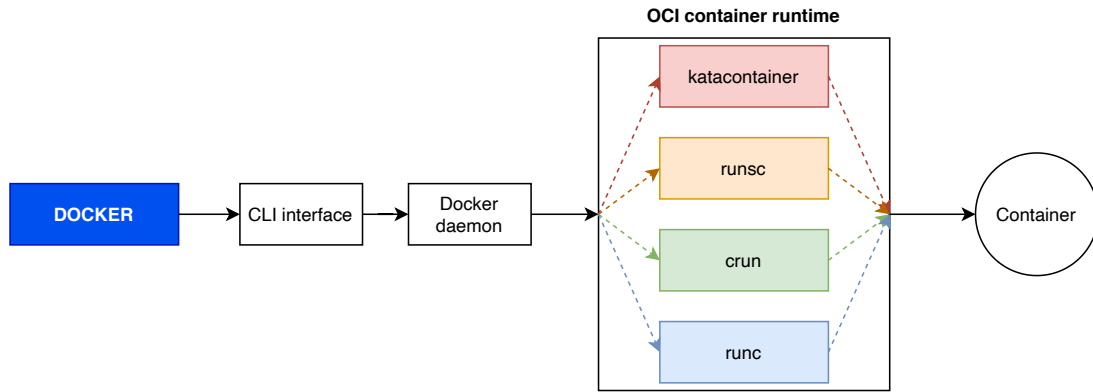 OCI container runtime
katacontainer
runsc
DOCKER
CLI interface
Docker
daemon
Container
crun
runc